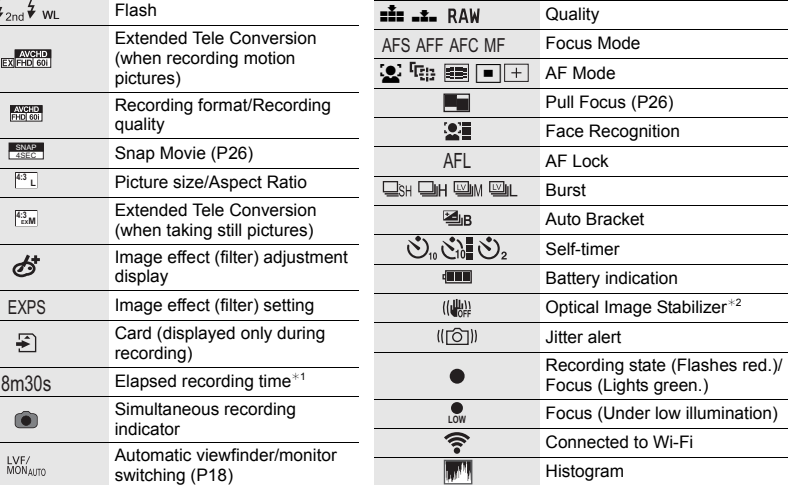 2nd WL Flash
EX AVCHD FHD 60i Extended Tele Conversion
(when recording motion
pictures)
AVCHD FHD 60i Recording format/Recording
quality
SNAP 4SEC Snap Movie (P26)
4:3 L Picture size/Aspect Ratio
4:3 EXM Extended Tele Conversion
(when taking still pictures)
Image effect (filter) adjustment
display
EXPS Image effect (filter) setting
Card (displayed only during
recording)
8m30s Elapsed recording time*1
Simultaneous recording
indicator
LVF/
MON AUTO Automatic viewfinder/monitor
switching (P18)
RAW Quality
AFS AFF AFC MF Focus Mode
AF Mode
Pull Focus (P26)
Face Recognition
AFL AF Lock
SH H LV M LV L Burst
B Auto Bracket
10 10 2 Self-timer
Battery indication
OFF Optical Image Stabilizer*2
Jitter alert
Recording state (Flashes red.)/
Focus (Lights green.)
LOW Focus (Under low illumination)
Connected to Wi-Fi
Histogram